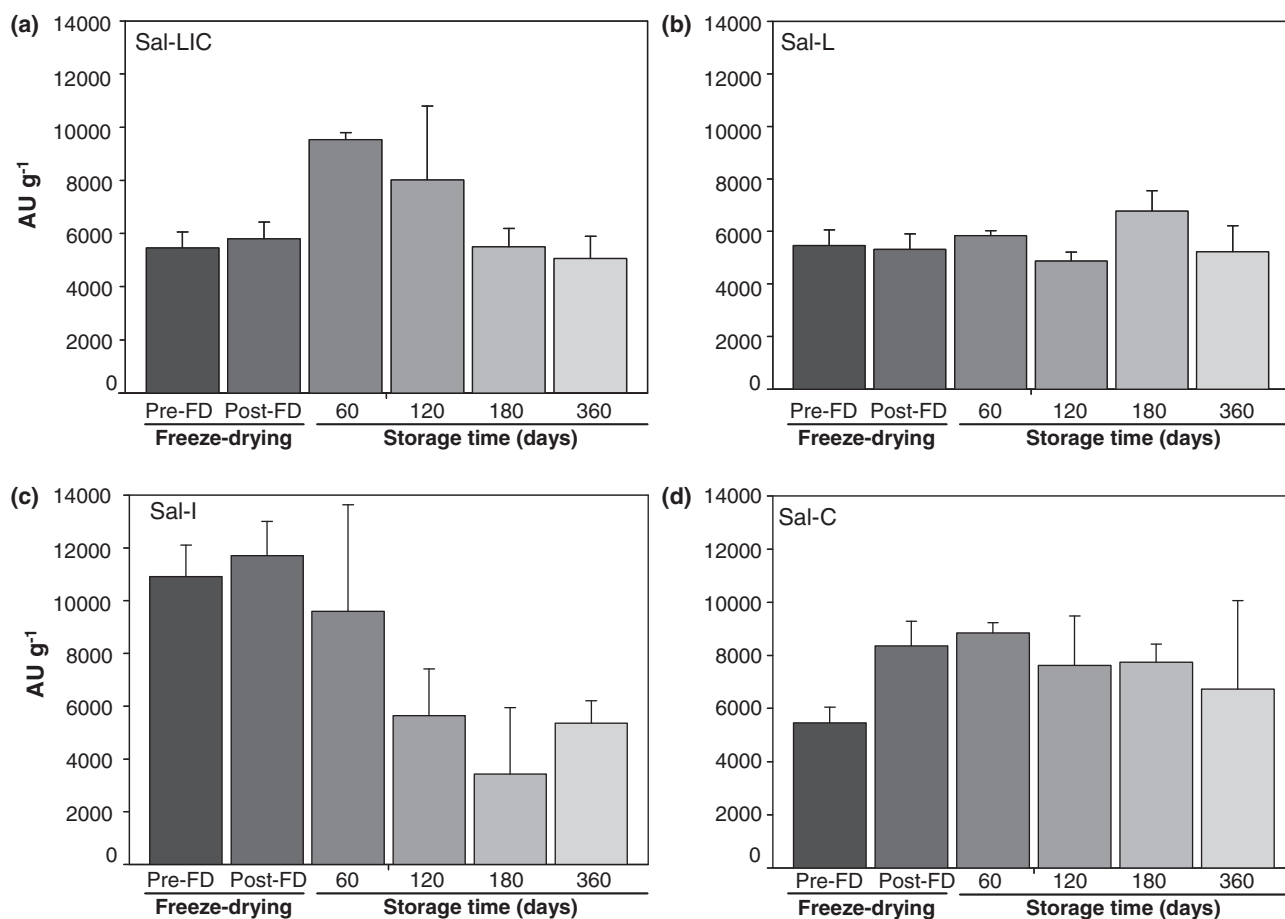 (a)
Sal-LIC
14000
12000
10000
8000
6000
4000
2000
0
AU g-1
Pre-FD Post-FD 60 120 180 360
Freeze-drying Storage time (days)
(b)
Sal-L
14000
12000
10000
8000
6000
4000
2000
0
Pre-FD Post-FD 60 120 180 360
Freeze-drying Storage time (days)
(c)
Sal-I
14000
12000
10000
8000
6000
4000
2000
0
AU g-1
Pre-FD Post-FD 60 120 180 360
Freeze-drying Storage time (days)
(d)
Sal-C
14000
12000
10000
8000
6000
4000
2000
0
Pre-FD Post-FD 60 120 180 360
Freeze-drying Storage time (days)